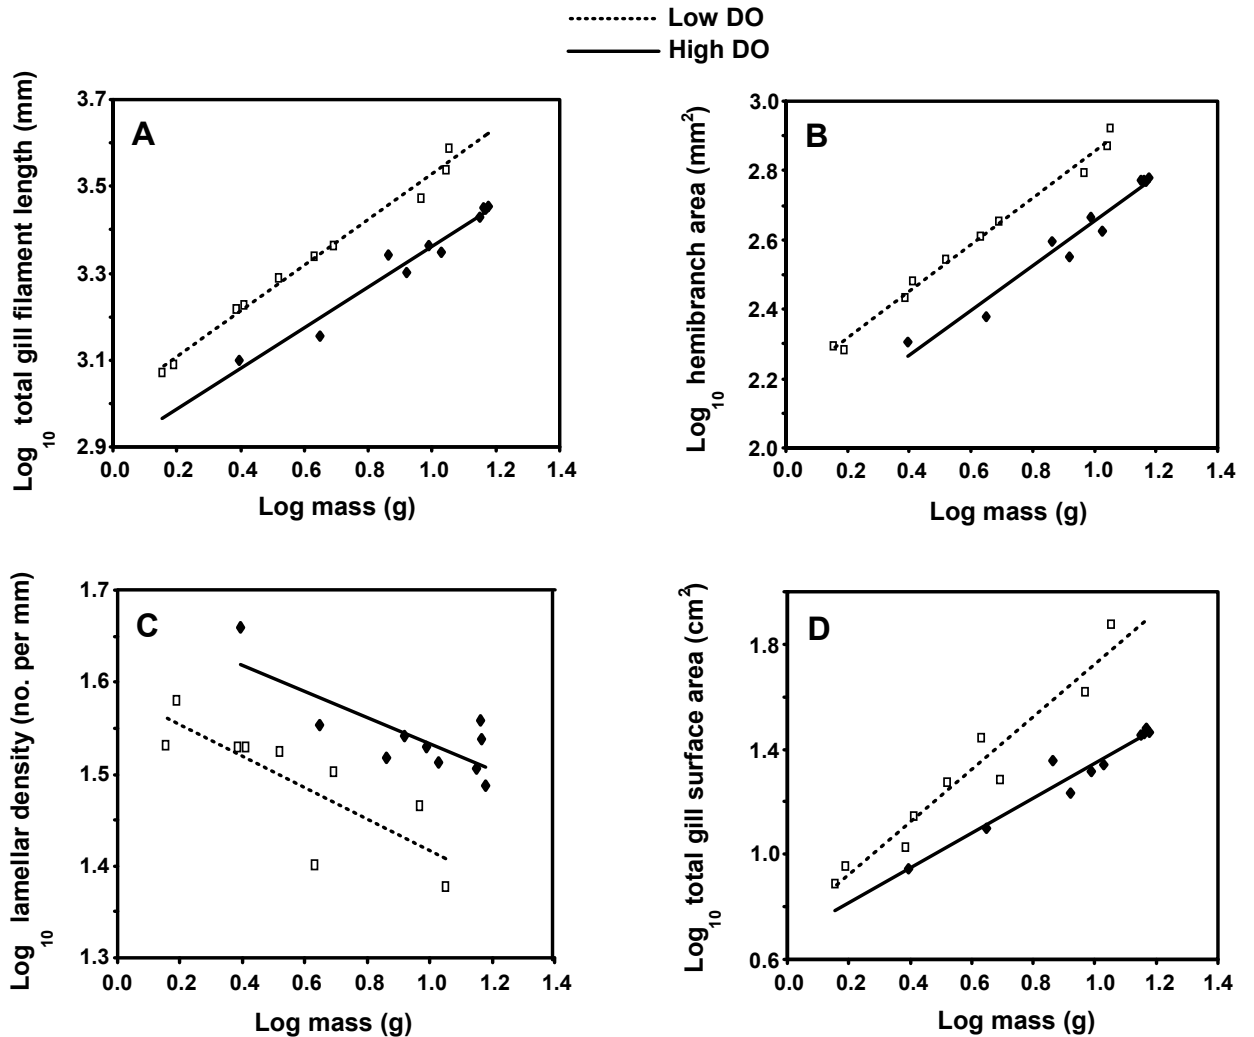 Low DO
High DO
A
Log10 total gill filament length (mm)
3.7
3.5
3.3
3.1
2.9
0.0 0.2 0.4 0.6 0.8 1.0 1.2 1.4
Log mass (g)
B
Log10 hemibranch area (mm2)
3.0
2.8
2.6
2.4
2.2
2.0
0.0 0.2 0.4 0.6 0.8 1.0 1.2 1.4
Log mass (g)
C
Log10 lamellar density (no. per mm)
1.7
1.6
1.5
1.4
1.3
0.0 0.2 0.4 0.6 0.8 1.0 1.2 1.4
Log mass (g)
D
Log10 total gill surface area (cm2)
1.8
1.4
1.0
0.6
0.0 0.2 0.4 0.6 0.8 1.0 1.2 1.4
Log mass (g)